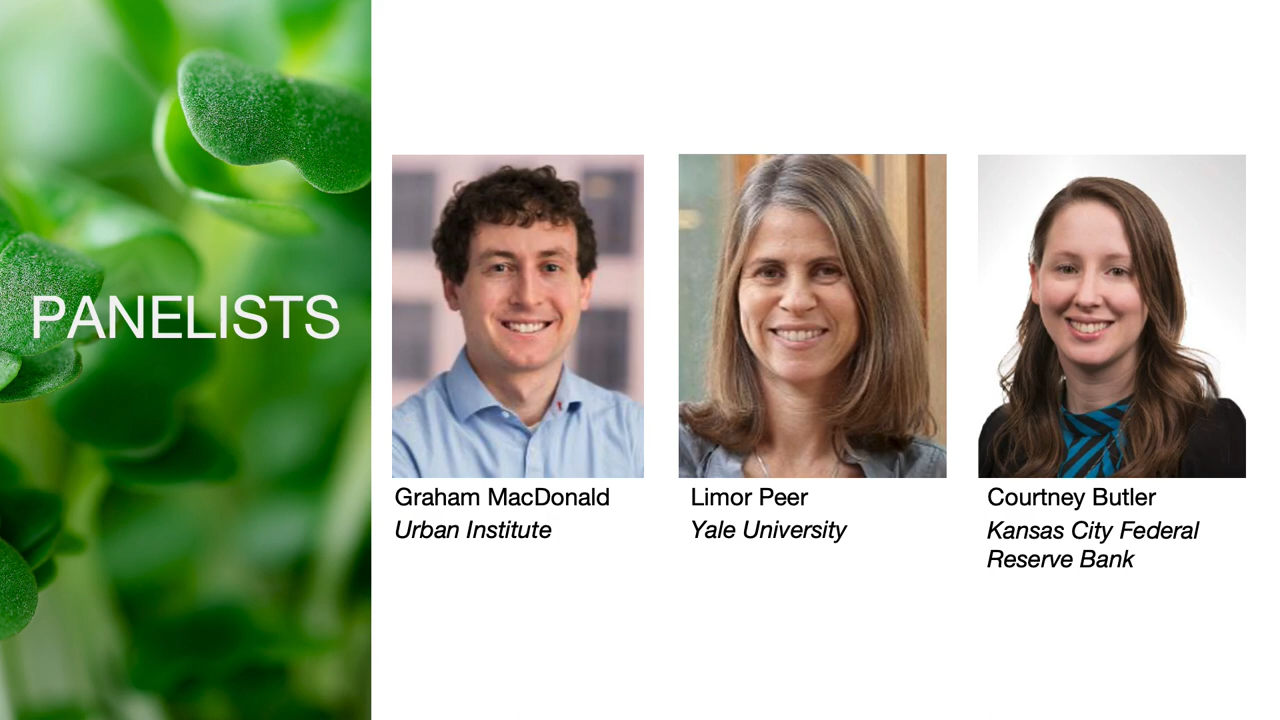 PANELISTS
Graham MacDonald
Urban Institute
Limor Peer
Yale University
Courtney Butler
Kansas City Federal
Reserve Bank